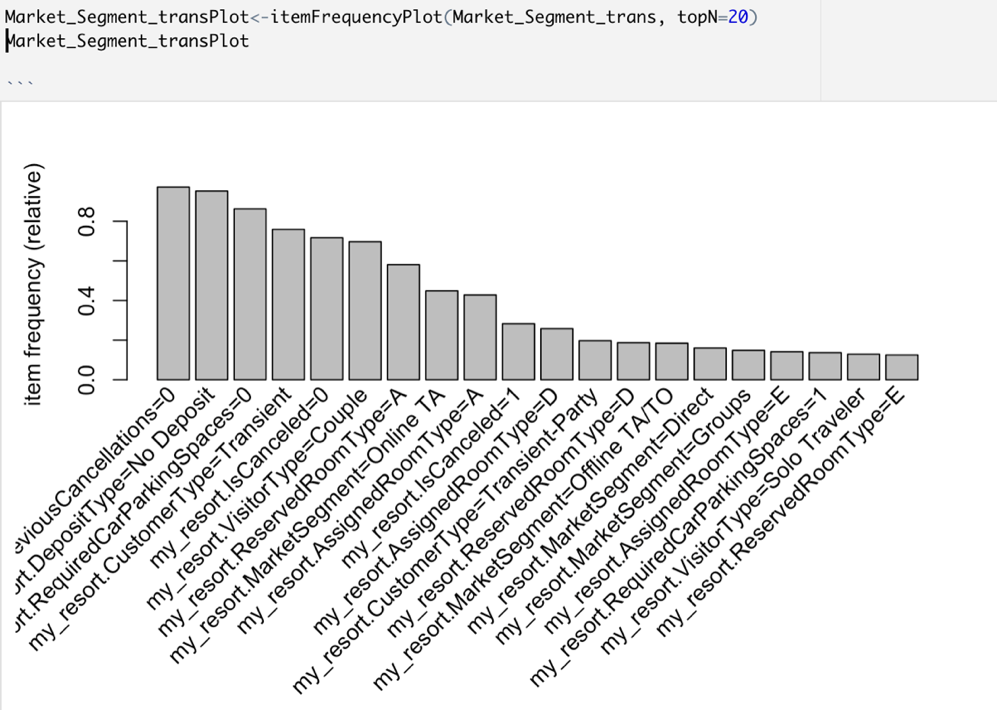 Market_Segment_transPlot<-itemFrequencyPlot(Market_Segment_trans, topN=20)
Market_Segment_transPlot
```
item frequency (relative)
0.8
0.4
0.0
eviousCancellations=0
ort.DepositType=No Deposit
ort.RequiredCarParkingSpaces=0
my_resort.CustomerType=Transient
my_resort.IsCanceled=0
my_resort.VisitorType=Couple
my_resort.ReservedRoomType=A
my_resort.MarketSegment=Online TA
my_resort.AssignedRoomType=A
my_resort.IsCanceled=1
my_resort.AssignedRoomType=D
my_resort.CustomerType=Transient-Party
my_resort.ReservedRoomType=D
my_resort.MarketSegment=Offline TA/TO
my_resort.MarketSegment=Direct
my_resort.MarketSegment=Groups
my_resort.AssignedRoomType=E
my_resort.RequiredCarParkingSpaces=1
my_resort.VisitorType=Solo Traveler
my_resort.ReservedRoomType=E